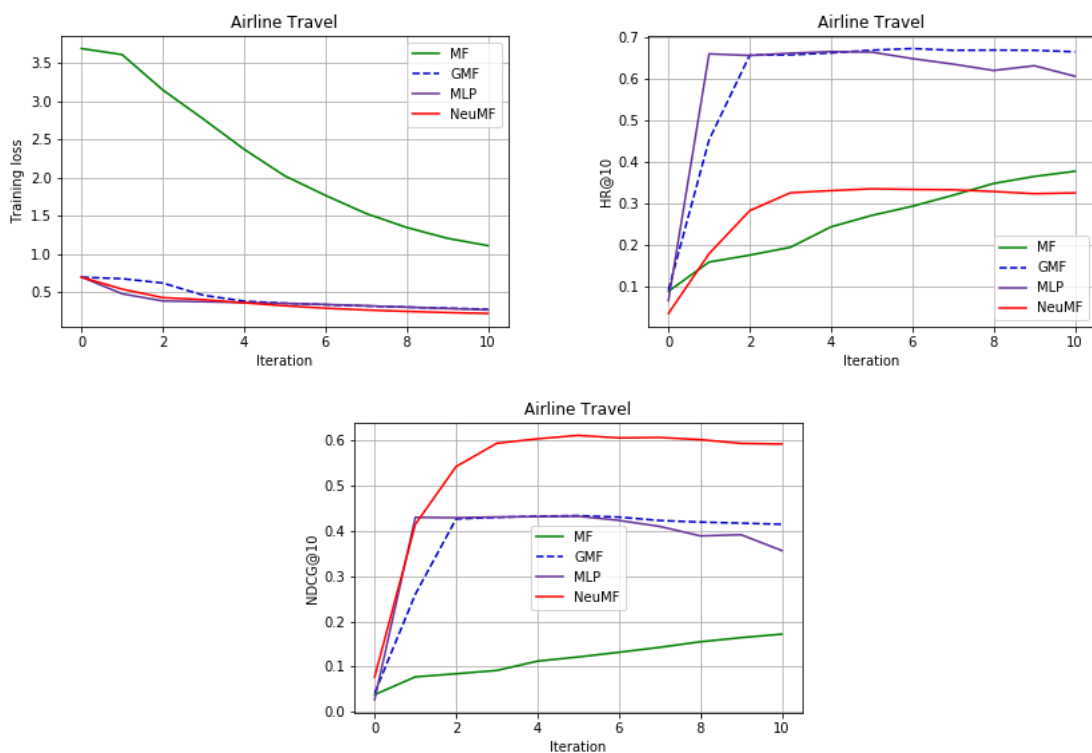 Airline Travel
Training loss
3.5
3.0
2.5
2.0
1.5
1.0
0.5
0 2 4 6 8 10
Iteration
MF
GMF
MLP
NeuMF
Airline Travel
HR@10
0.7
0.6
0.5
0.4
0.3
0.2
0.1
0 2 4 6 8 10
Iteration
MF
GMF
MLP
NeuMF
Airline Travel
NDCG@10
0.6
0.5
0.4
0.3
0.2
0.1
0.0
0 2 4 6 8 10
Iteration
MF
GMF
MLP
NeuMF